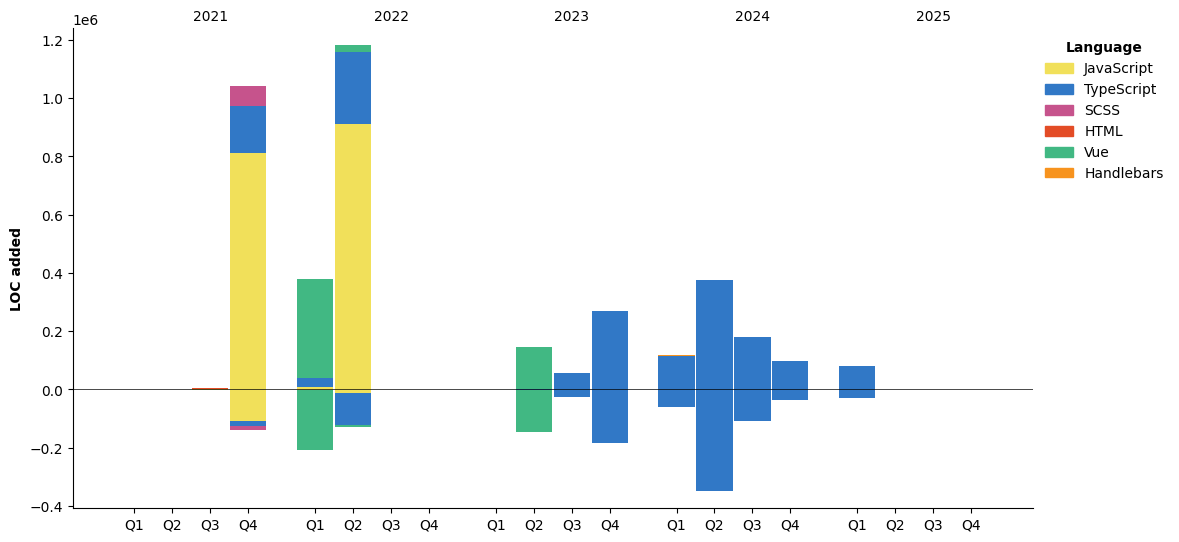 2021 2022 2023 2024 2025
1e6
1.2
1.0
0.8
0.6
0.4
0.2
0.0
−0.2
−0.4
LOC added
Q1 Q2 Q3 Q4 Q1 Q2 Q3 Q4 Q1 Q2 Q3 Q4 Q1 Q2 Q3 Q4 Q1 Q2 Q3 Q4
Language
JavaScript
TypeScript
SCSS
HTML
Vue
Handlebars